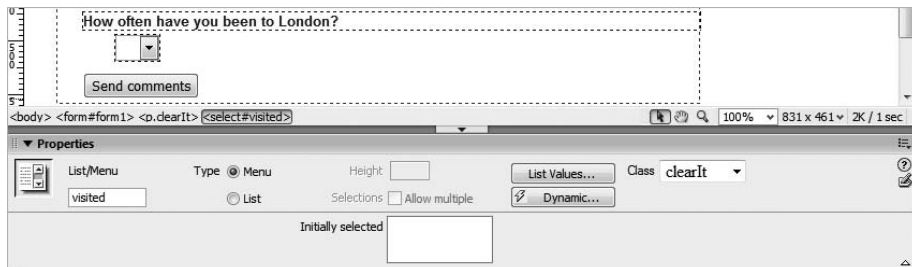 How often have you been to London?
Send comments
<body> <form#form1> <p.clearIt> <select#visited> 100% 831 x 461 2K / 1 sec
Properties
List/Menu Type Menu Height List Values... Class clearIt
visited List Selections Allow multiple Dynamic...
Initially selected